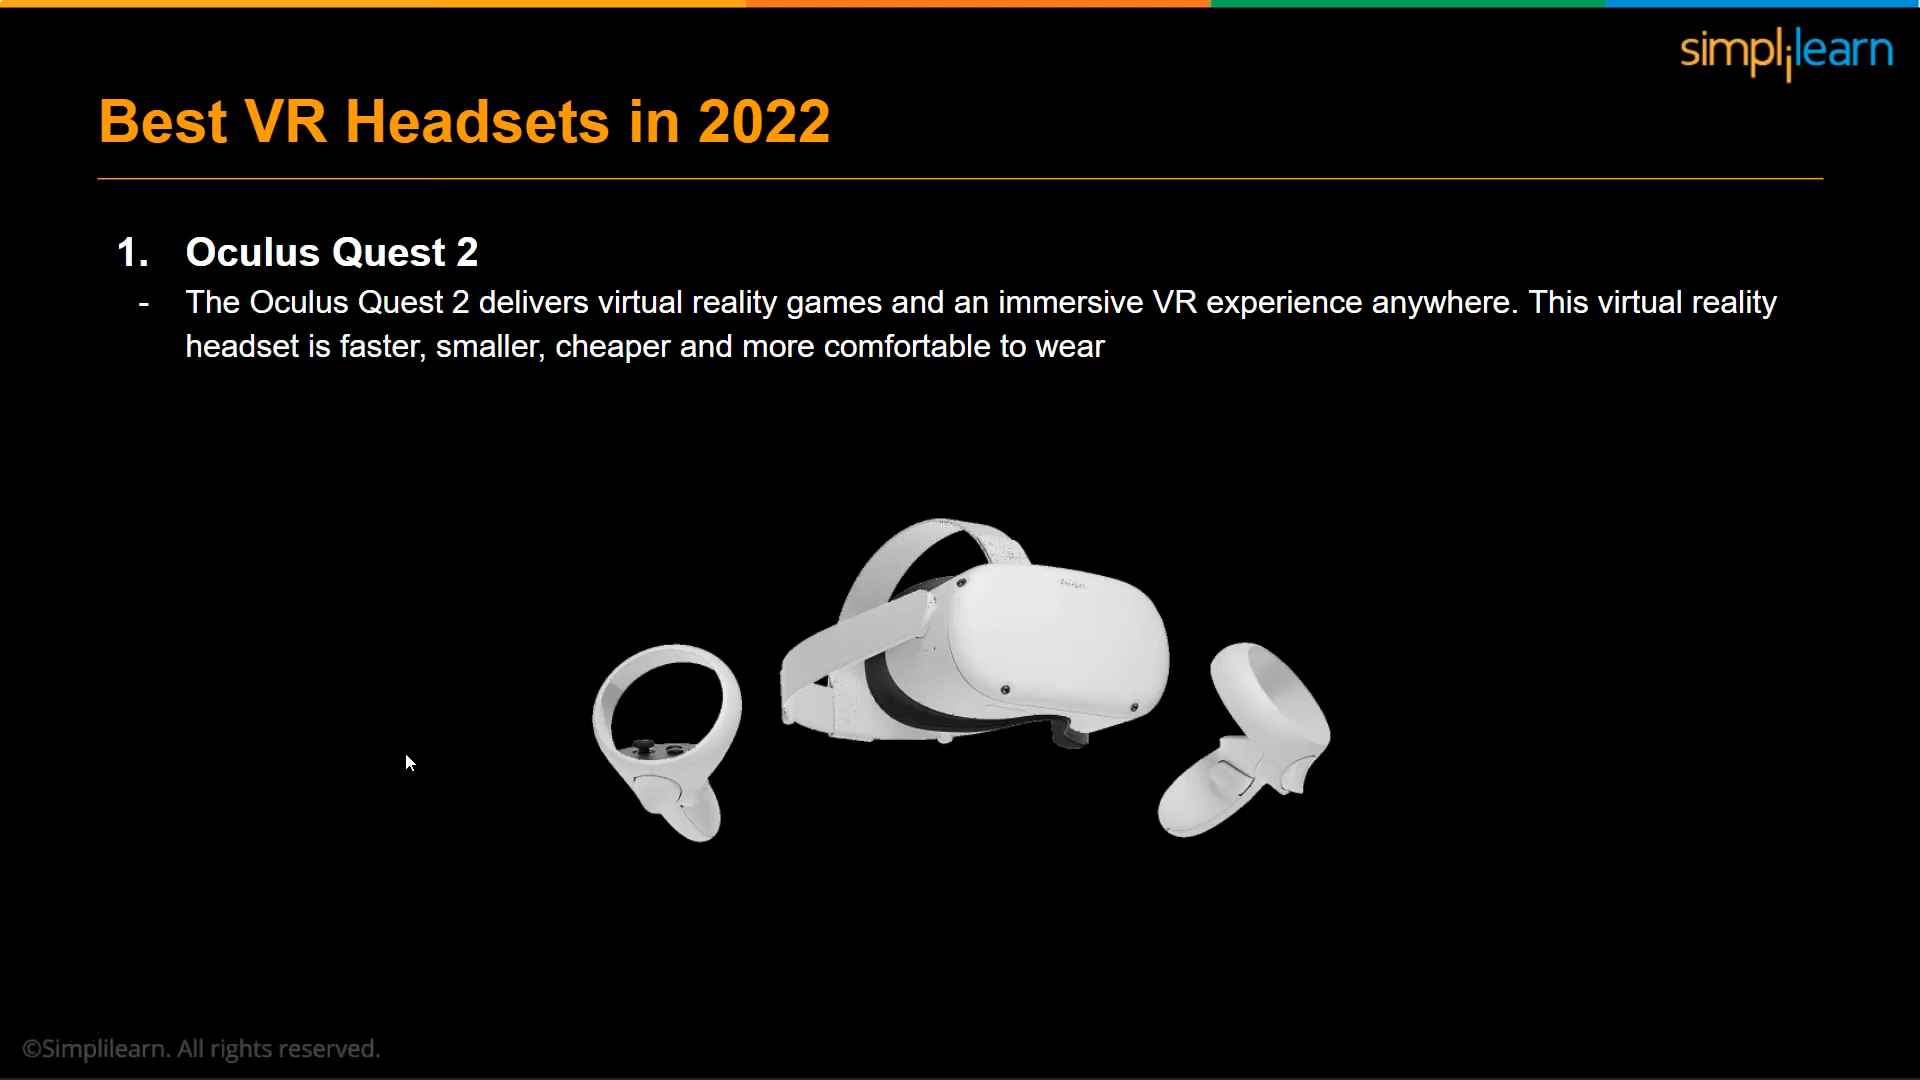 simplilearn
Best VR Headsets in 2022
1. Oculus Quest 2
- The Oculus Quest 2 delivers virtual reality games and an immersive VR experience anywhere. This virtual reality
headset is faster, smaller, cheaper and more comfortable to wear
©Simplilearn. All rights reserved.